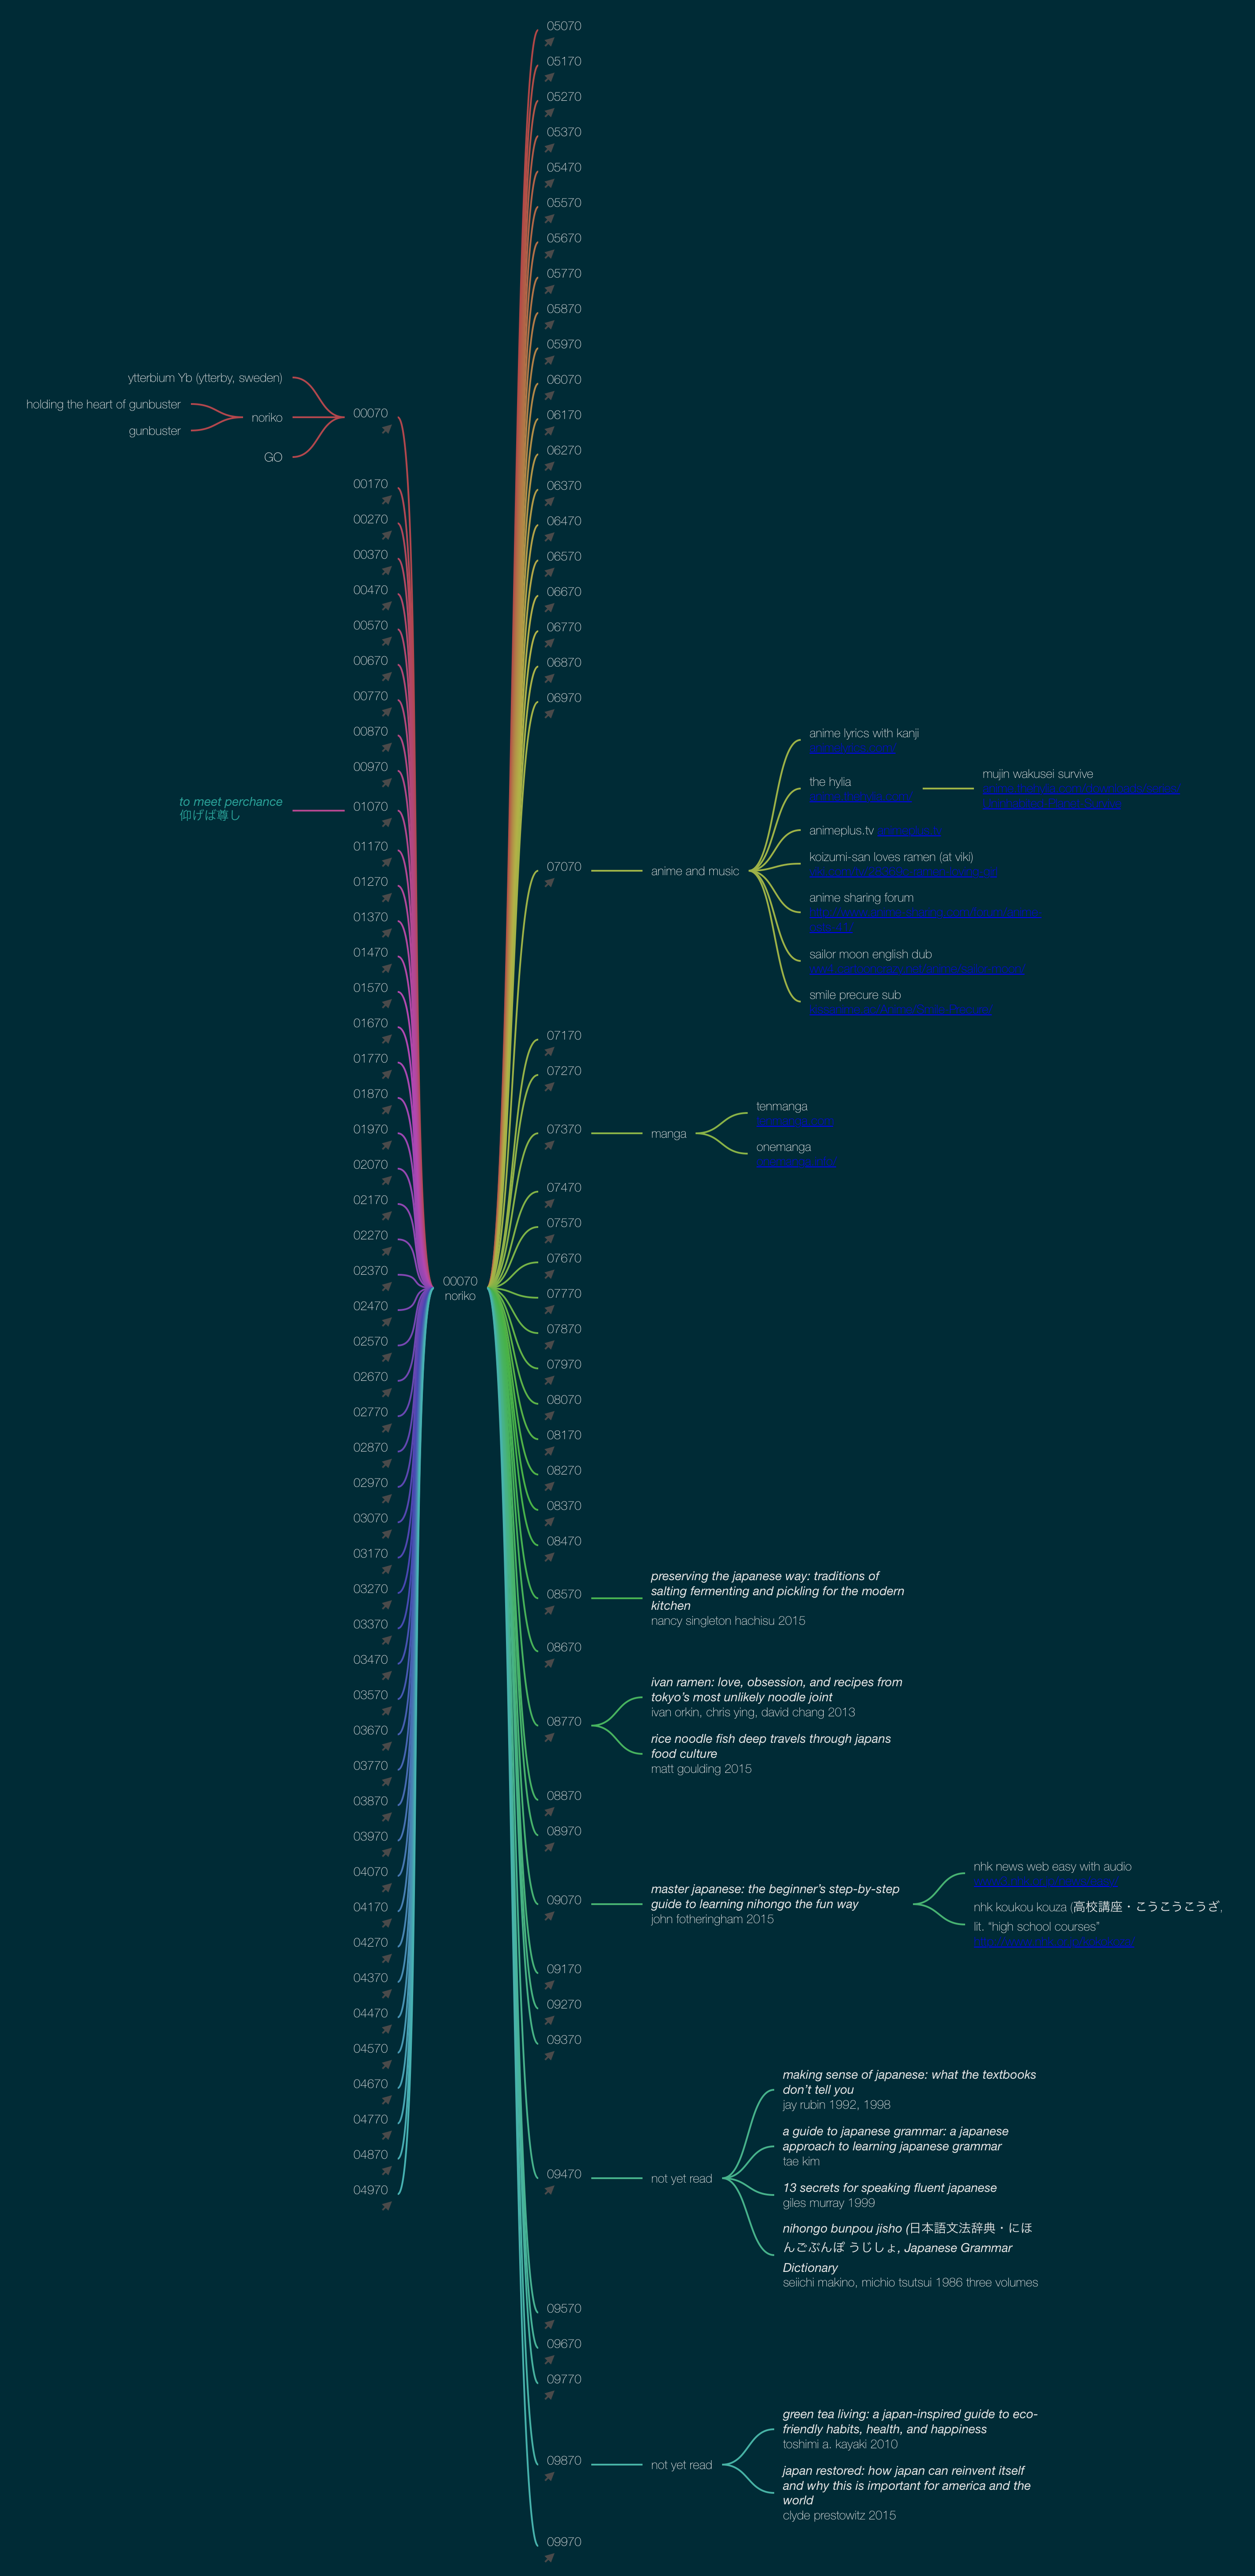 ytterbium Yb (ytterby, sweden)
holding the heart of gunbuster
noriko
gunbuster
GO
00070
00170
00270
00370
00470
00570
00670
00770
00870
00970
to meet perchance
仰げば尊し
01070
01170
01270
01370
01470
01570
01670
01770
01870
01970
02070
02170
02270
02370
02470
02570
02670
02770
02870
02970
03070
03170
03270
03370
03470
03570
03670
03770
03870
03970
04070
04170
04270
04370
04470
04570
04670
04770
04870
04970
00070
noriko
05070
05170
05270
05370
05470
05570
05670
05770
05870
05970
06070
06170
06270
06370
06470
06570
06670
06770
06870
06970
07070
anime and music
anime lyrics with kanji
the hylia
mujin wakusei survive
animeplus.tv
koizumi-san loves ramen (at viki)
anime sharing forum
sailor moon english dub
smile precure sub
07170
07270
07370
manga
tenmanga
onemanga
07470
07570
07670
07770
07870
07970
08070
08170
08270
08370
08470
08570
preserving the japanese way: traditions of
salting fermenting and pickling for the modern
kitchen
nancy singleton hachisu 2015
08670
08770
ivan ramen: love, obsession, and recipes from
tokyo’s most unlikely noodle joint
ivan orkin, chris ying, david chang 2013
rice noodle fish deep travels through japans
food culture
matt goulding 2015
08870
08970
09070
master japanese: the beginner’s step-by-step
guide to learning nihongo the fun way
john fotheringham 2015
nhk news web easy with audio
nhk koukou kouza (高校講座・こうこうこうざ,
lit. “high school courses”
09170
09270
09370
09470
not yet read
making sense of japanese: what the textbooks
don’t tell you
jay rubin 1992, 1998
a guide to japanese grammar: a japanese
approach to learning japanese grammar
tae kim
13 secrets for speaking fluent japanese
giles murray 1999
nihongo bunpou jisho (日本語文法辞典・にほ
んごぶんぽ うじしょ, Japanese Grammar
Dictionary
seiichi makino, michio tsutsui 1986 three volumes
09570
09670
09770
09870
not yet read
green tea living: a japan-inspired guide to eco-
friendly habits, health, and happiness
toshimi a. kayaki 2010
japan restored: how japan can reinvent itself
and why this is important for america and the
world
clyde prestowitz 2015
09970